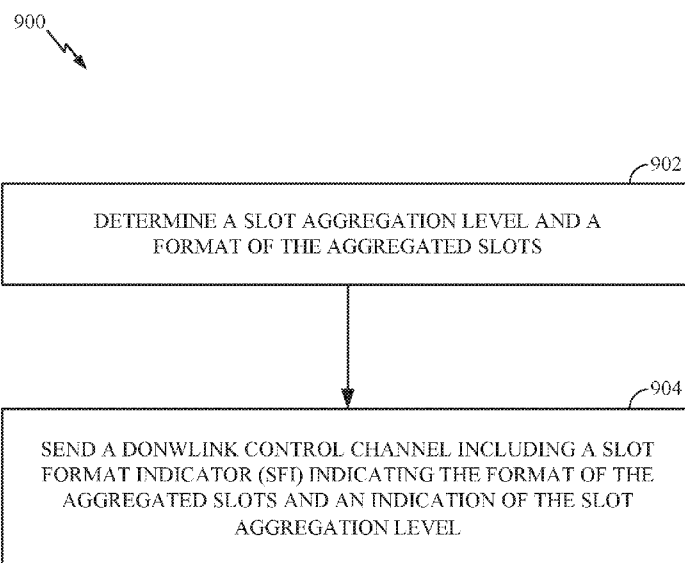 900
902
DETERMINE A SLOT AGGREGATION LEVEL AND A
FORMAT OF THE AGGREGATED SLOTS
904
SEND A DONWLINK CONTROL CHANNEL INCLUDING A SLOT
FORMAT INDICATOR (SFI) INDICATING THE FORMAT OF THE
AGGREGATED SLOTS AND AN INDICATION OF THE SLOT
AGGREGATION LEVEL